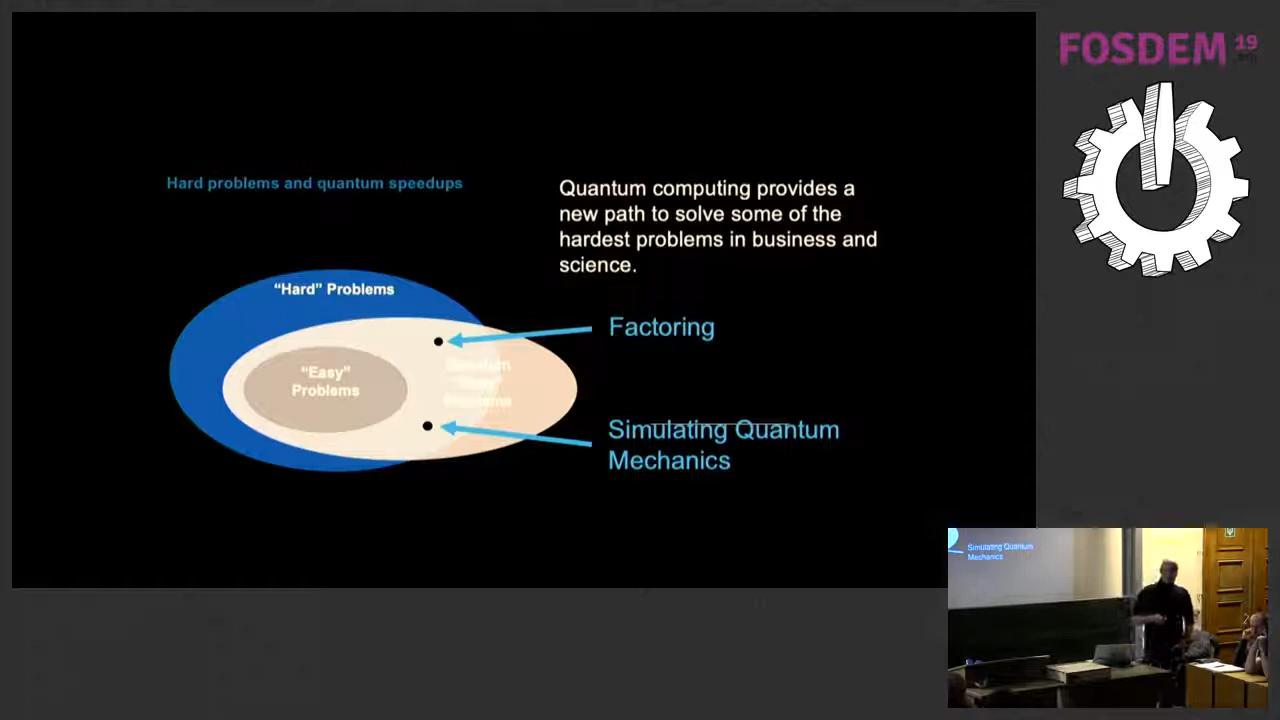 FOSDEM 19
Hard problems and quantum speedups
Quantum computing provides a
new path to solve some of the
hardest problems in business and
science.
"Hard" Problems
"Easy"
Problems
Factoring
Simulating Quantum
Mechanics
Simulating Quantum
Mechanics